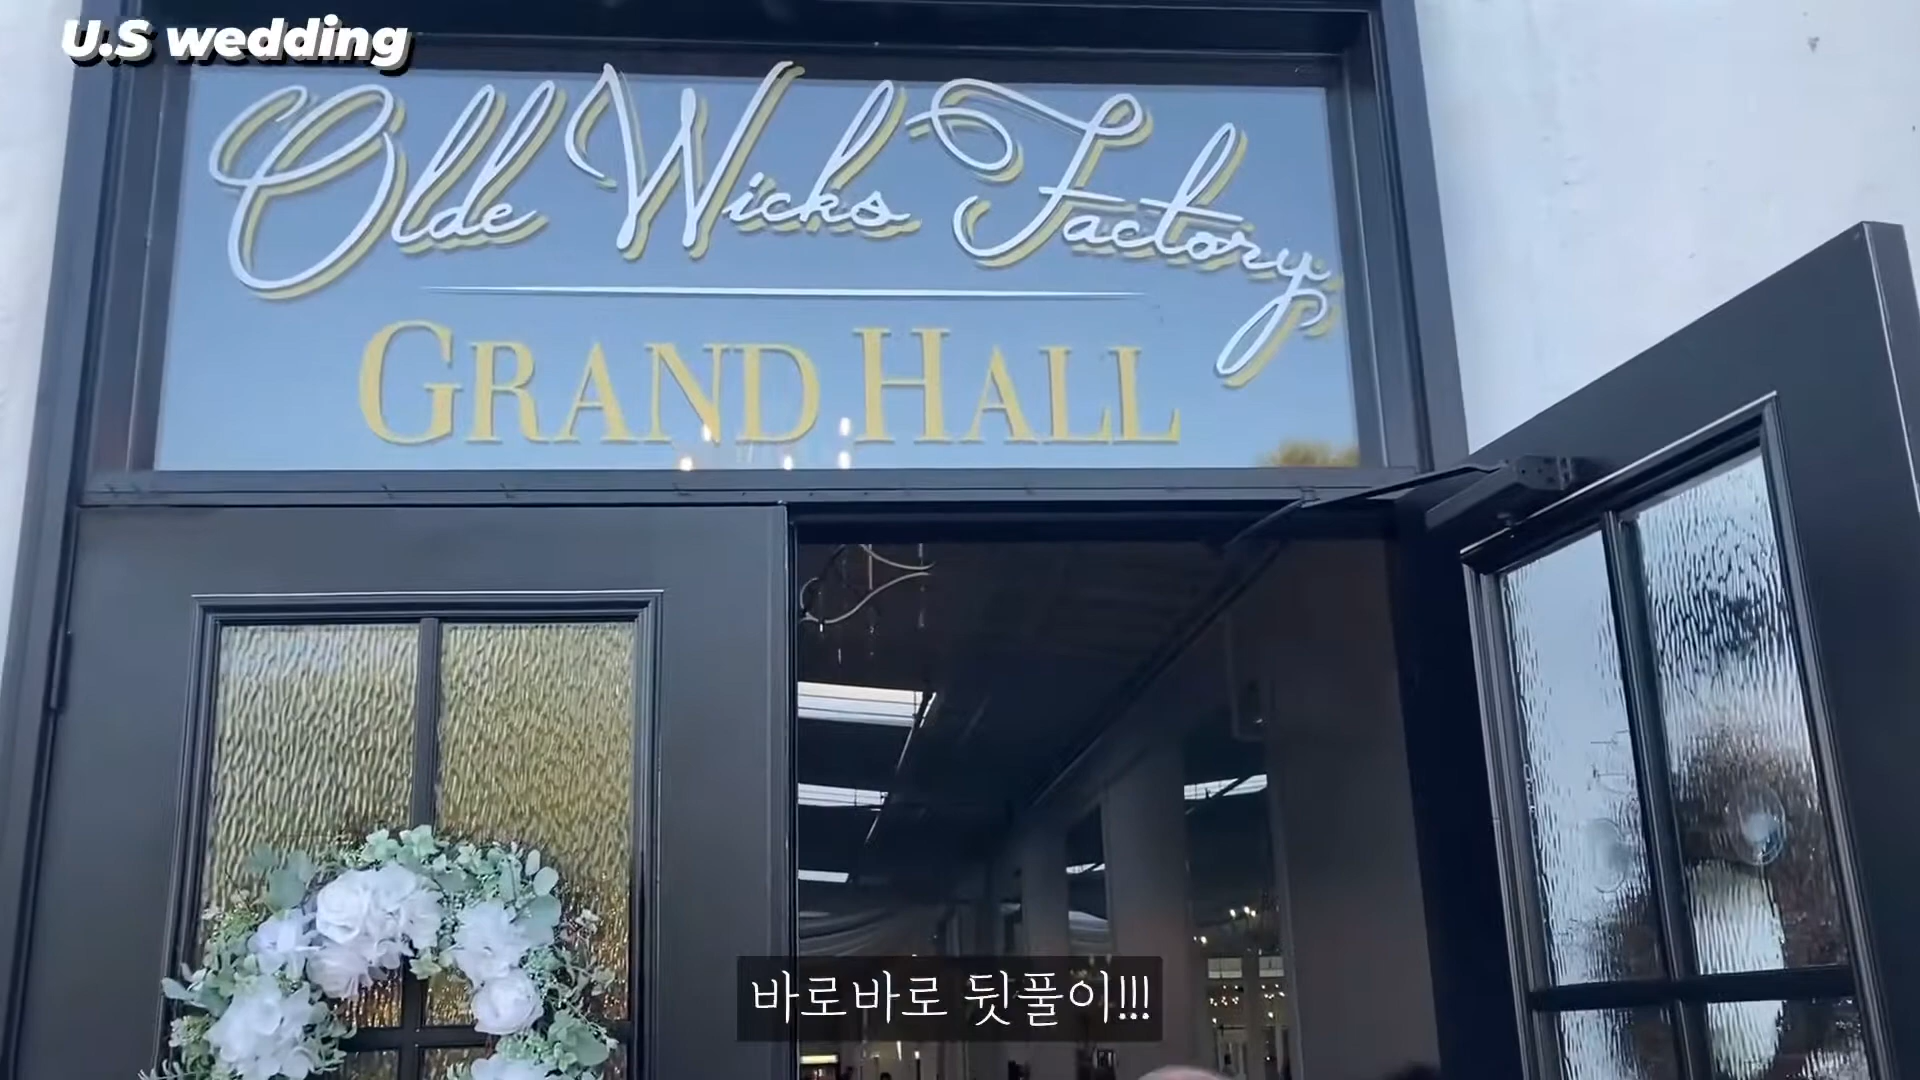 U.S wedding
Olde Wicks Factory
GRAND HALL
바로바로 뒷풀이!!!